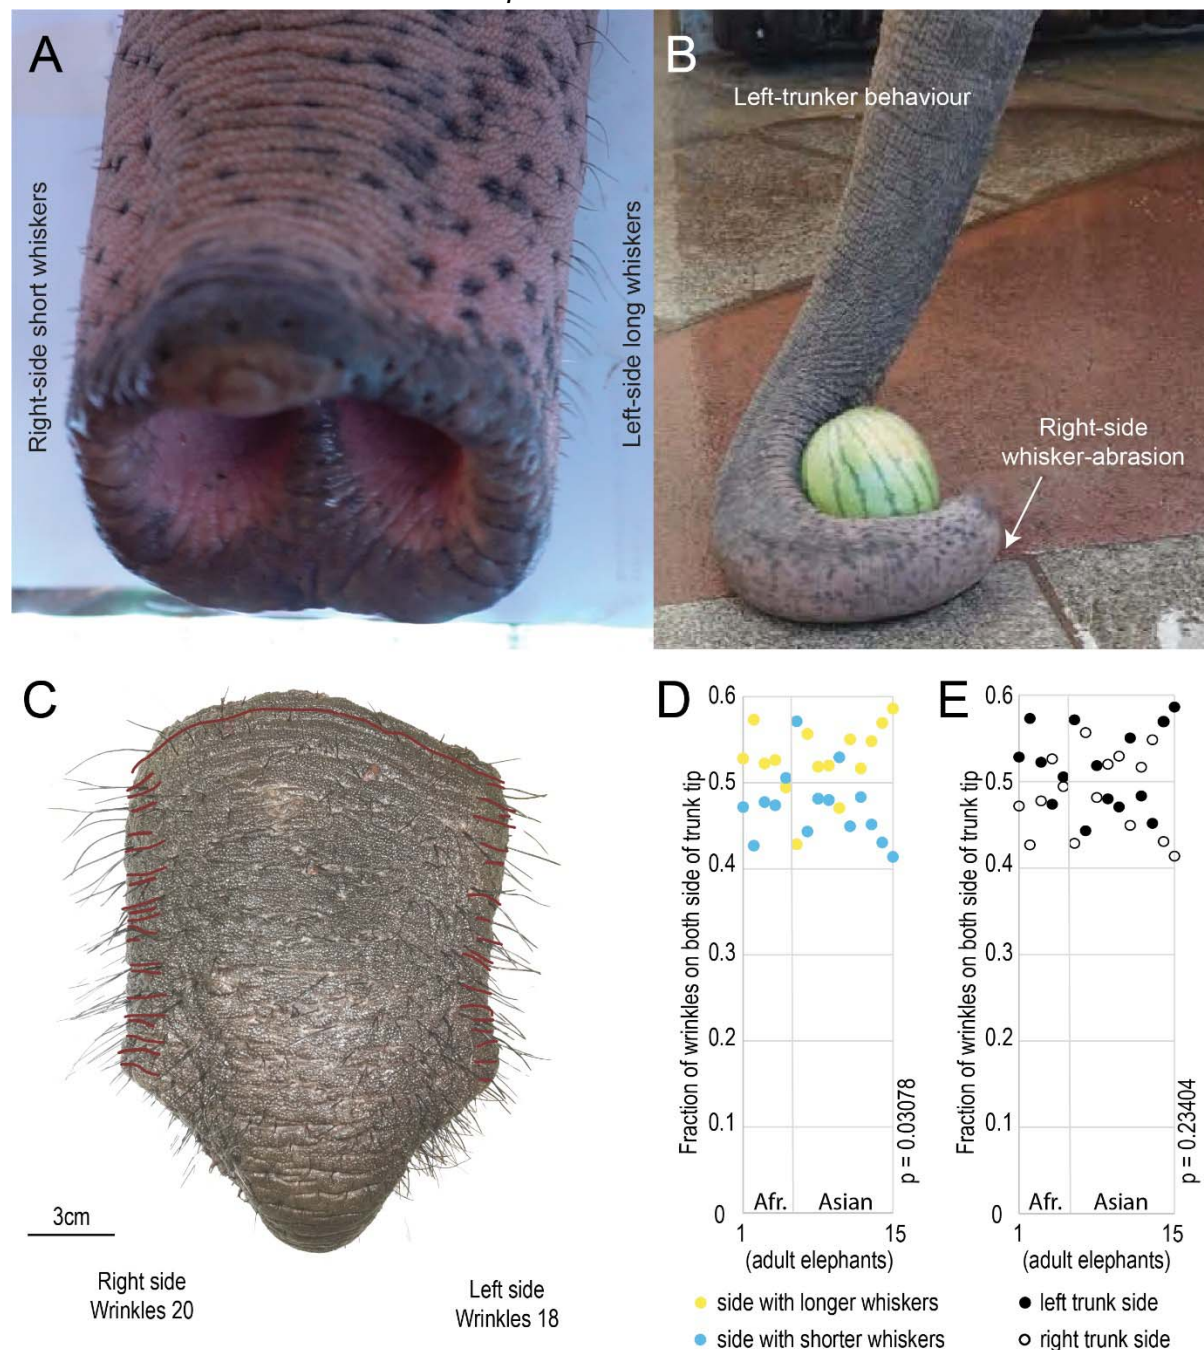 A
Right-side short whiskers
Left-side long whiskers
B
Left-trunker behaviour
Right-side
whisker-abrasion
C
3cm
Right side
Wrinkles 20
Left side
Wrinkles 18
D
Fraction of wrinkles on both side of trunk tip
0.6
0.5
0.4
0.3
0.2
0.1
0
Afr.
Asian
p = 0.03078
1
15
(adult elephants)
side with longer whiskers
side with shorter whiskers
E
Fraction of wrinkles on both side of trunk tip
0.6
0.5
0.4
0.3
0.2
0.1
0
Afr.
Asian
p = 0.23404
1
15
(adult elephants)
left trunk side
right trunk side